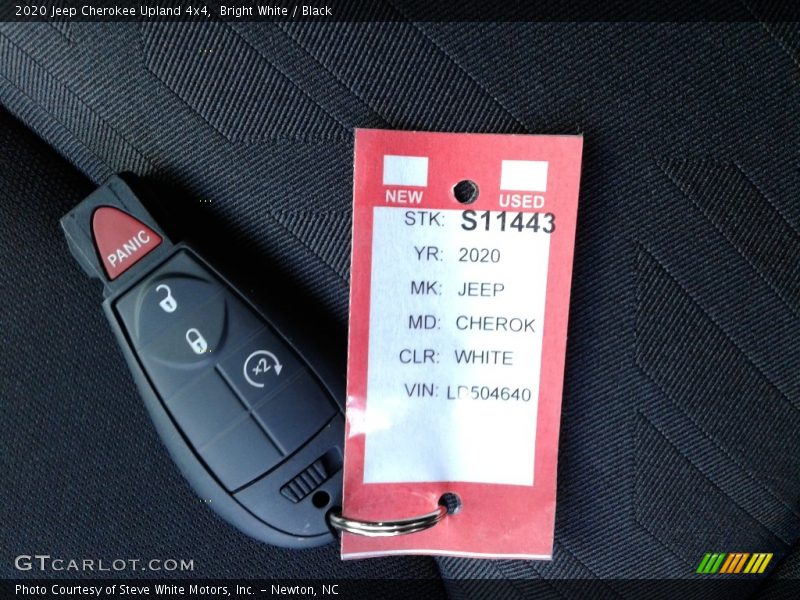 2020 Jeep Cherokee Upland 4x4, Bright White / Black
NEW USED
STK: S11443
YR: 2020
MK: JEEP
MD: CHEROK
CLR: WHITE
VIN: LD504640
PANIC
x2
GTCARLOT.COM
Photo Courtesy of Steve White Motors, Inc. – Newton, NC